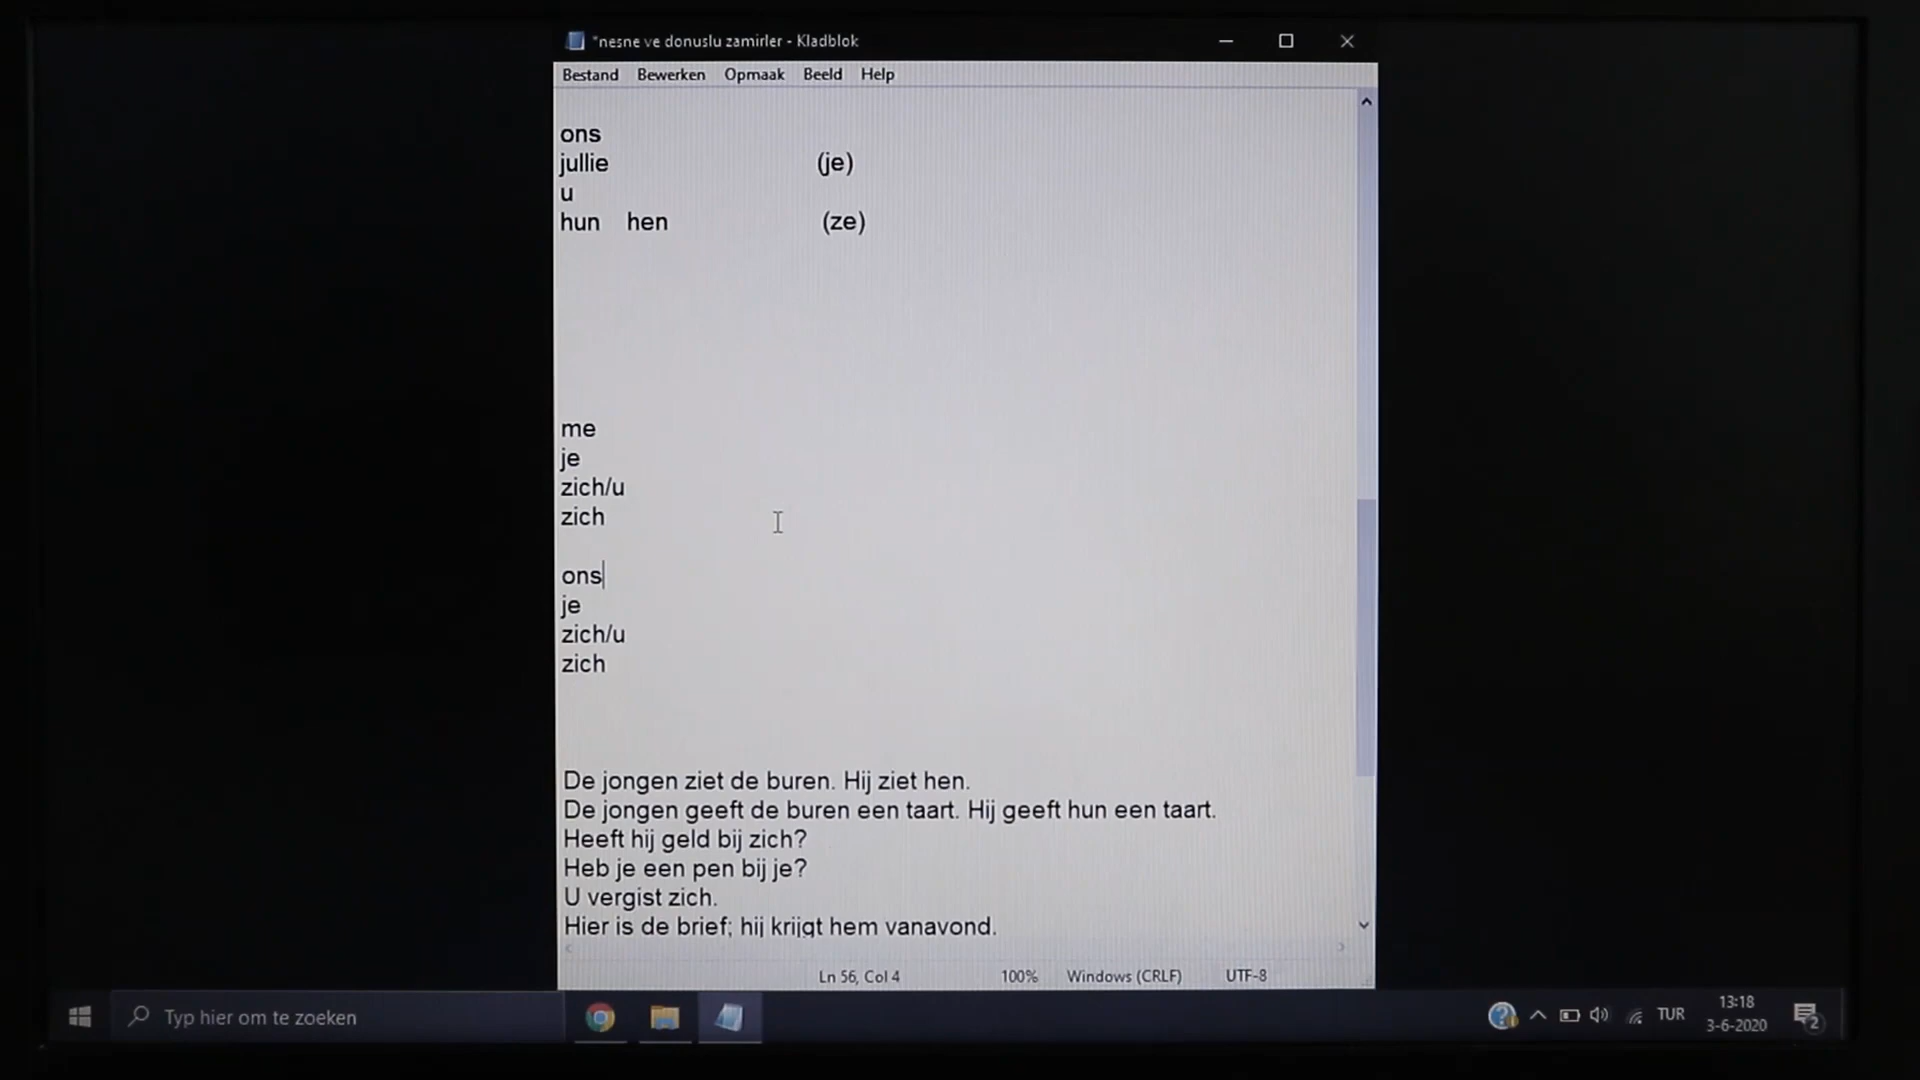 *nesne ve donuslu zamirler - Kladblok
Bestand Bewerken Opmaak Beeld Help
ons
jullie (je)
u
hun hen (ze)
me
je
zich/u
zich
ons
je
zich/u
zich
De jongen ziet de buren. Hij ziet hen.
De jongen geeft de buren een taart. Hij geeft hun een taart.
Heeft hij geld bij zich?
Heb je een pen bij je?
U vergist zich.
Hier is de brief; hij krijgt hem vanavond.
Ln 56, Col 4 100% Windows (CRLF) UTF-8
Typ hier om te zoeken TUR 13:18
3-6-2020 2